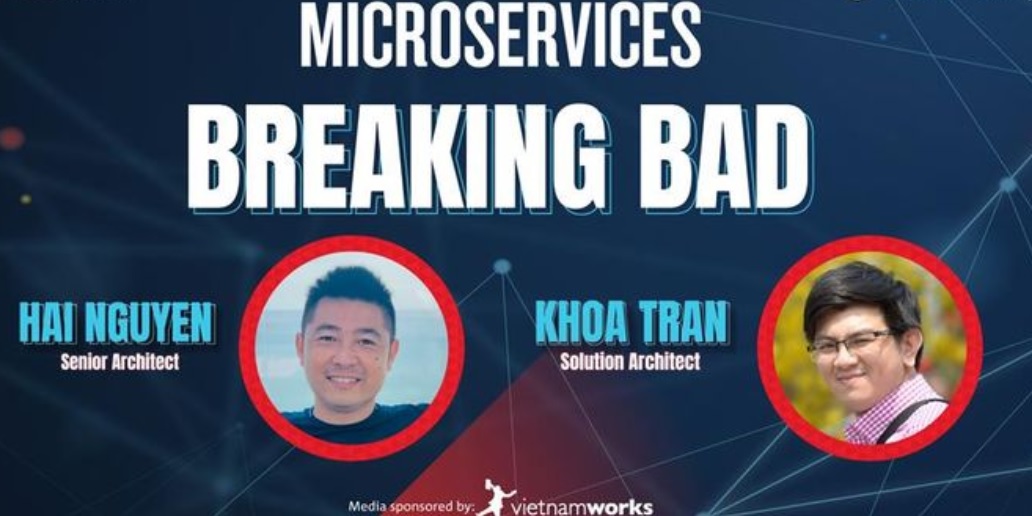 MICROSERVICES
BREAKING BAD
HAI NGUYEN
Senior Architect
KHOA TRAN
Solution Architect
Media sponsored by: vietnamworks